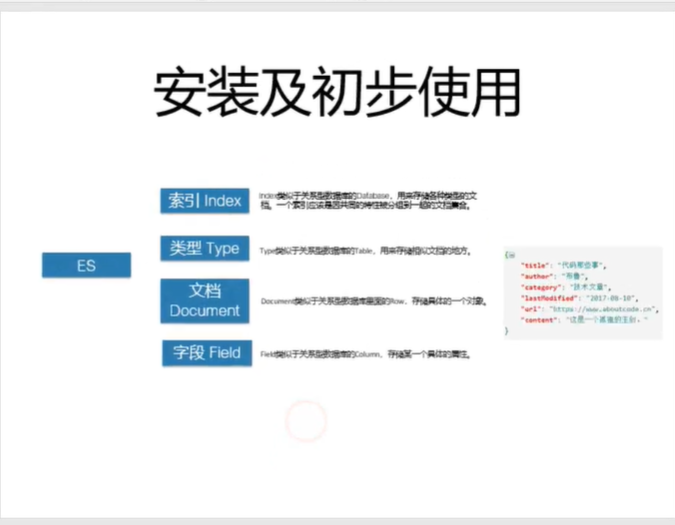 安装及初步使用
ES
索引 Index
Index类似于关系型数据库的Database，用来存储各种类型的文
档。一个索引应该是因共同的特性被分组到一起的文档集合。
类型 Type
Type类似于关系型数据库的Table，用来存储相似文档的地方。
文档
Document
Document类似于关系型数据库里面的Row，存储具体的一个对象。
字段 Field
Field类似于关系型数据库的Column，存储某一个具体的属性。
{
"title": "代码那些事",
"author": "布鲁",
"category": "技术文章",
"lastModified": "2017-08-10",
"url": "https://www.aboutcode.cn",
"content": "这是一个孤独的
}